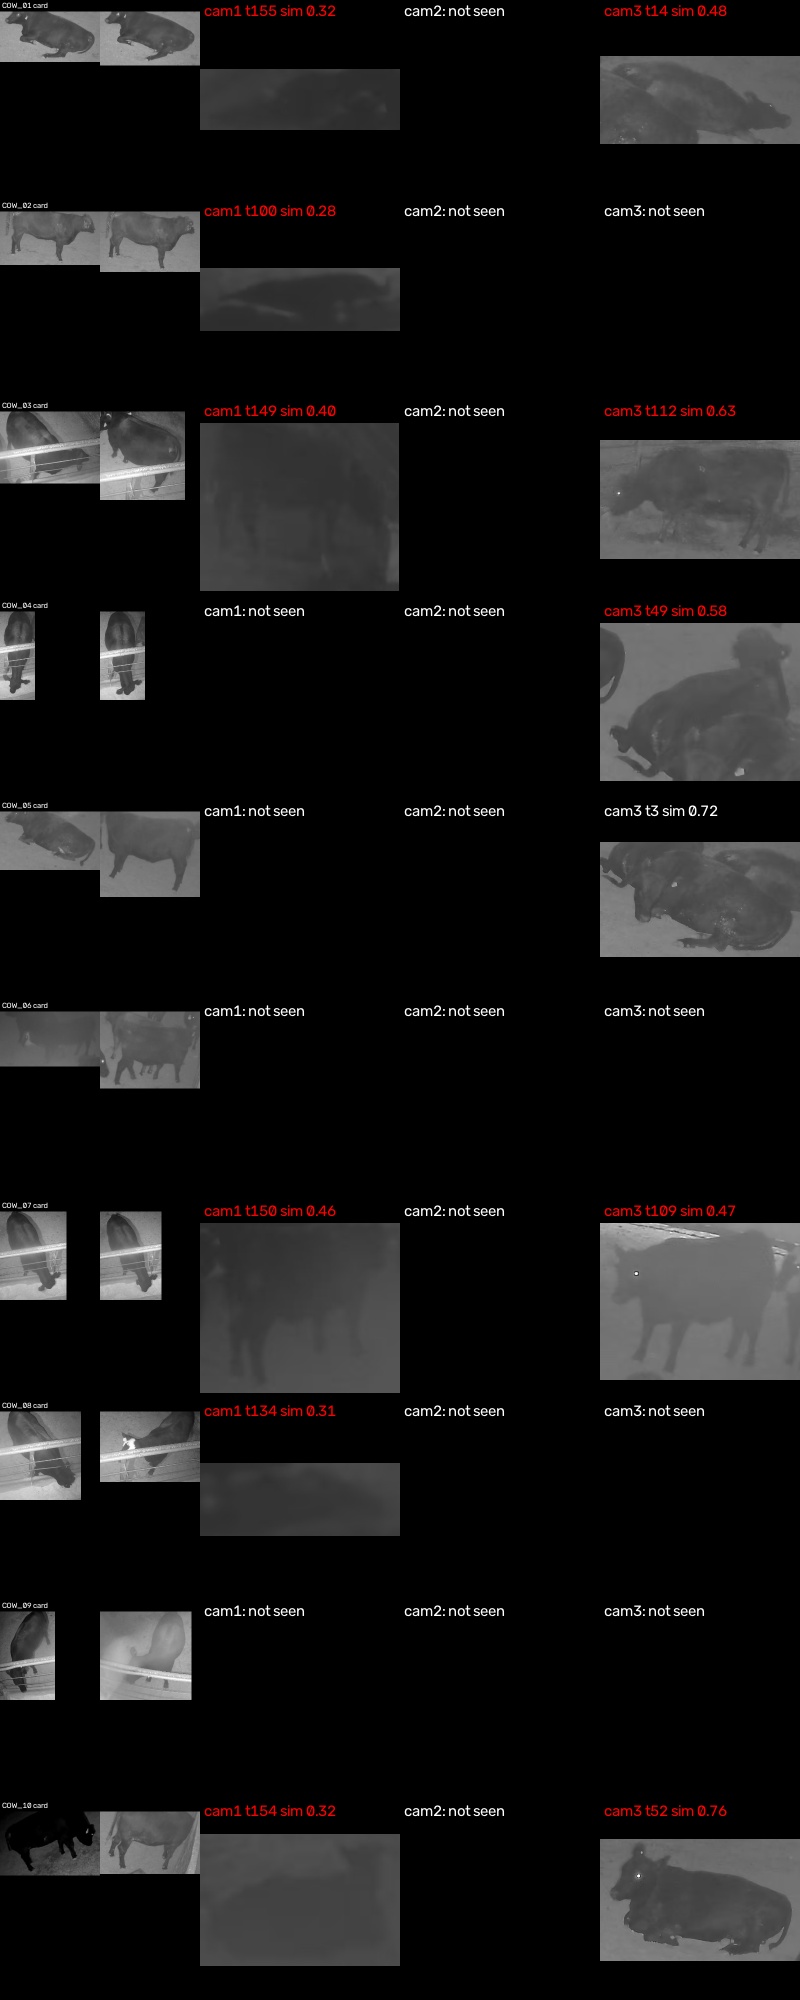 COW_01 card
cam1 t155 sim 0.32
cam2: not seen
cam3 t14 sim 0.48
COW_02 card
cam1 t100 sim 0.28
cam2: not seen
cam3: not seen
COW_03 card
cam1 t149 sim 0.40
cam2: not seen
cam3 t112 sim 0.63
COW_04 card
cam1: not seen
cam2: not seen
cam3 t49 sim 0.58
COW_05 card
cam1: not seen
cam2: not seen
cam3 t3 sim 0.72
COW_06 card
cam1: not seen
cam2: not seen
cam3: not seen
COW_07 card
cam1 t150 sim 0.46
cam2: not seen
cam3 t109 sim 0.47
COW_08 card
cam1 t134 sim 0.31
cam2: not seen
cam3: not seen
COW_09 card
cam1: not seen
cam2: not seen
cam3: not seen
COW_10 card
cam1 t154 sim 0.32
cam2: not seen
cam3 t52 sim 0.76